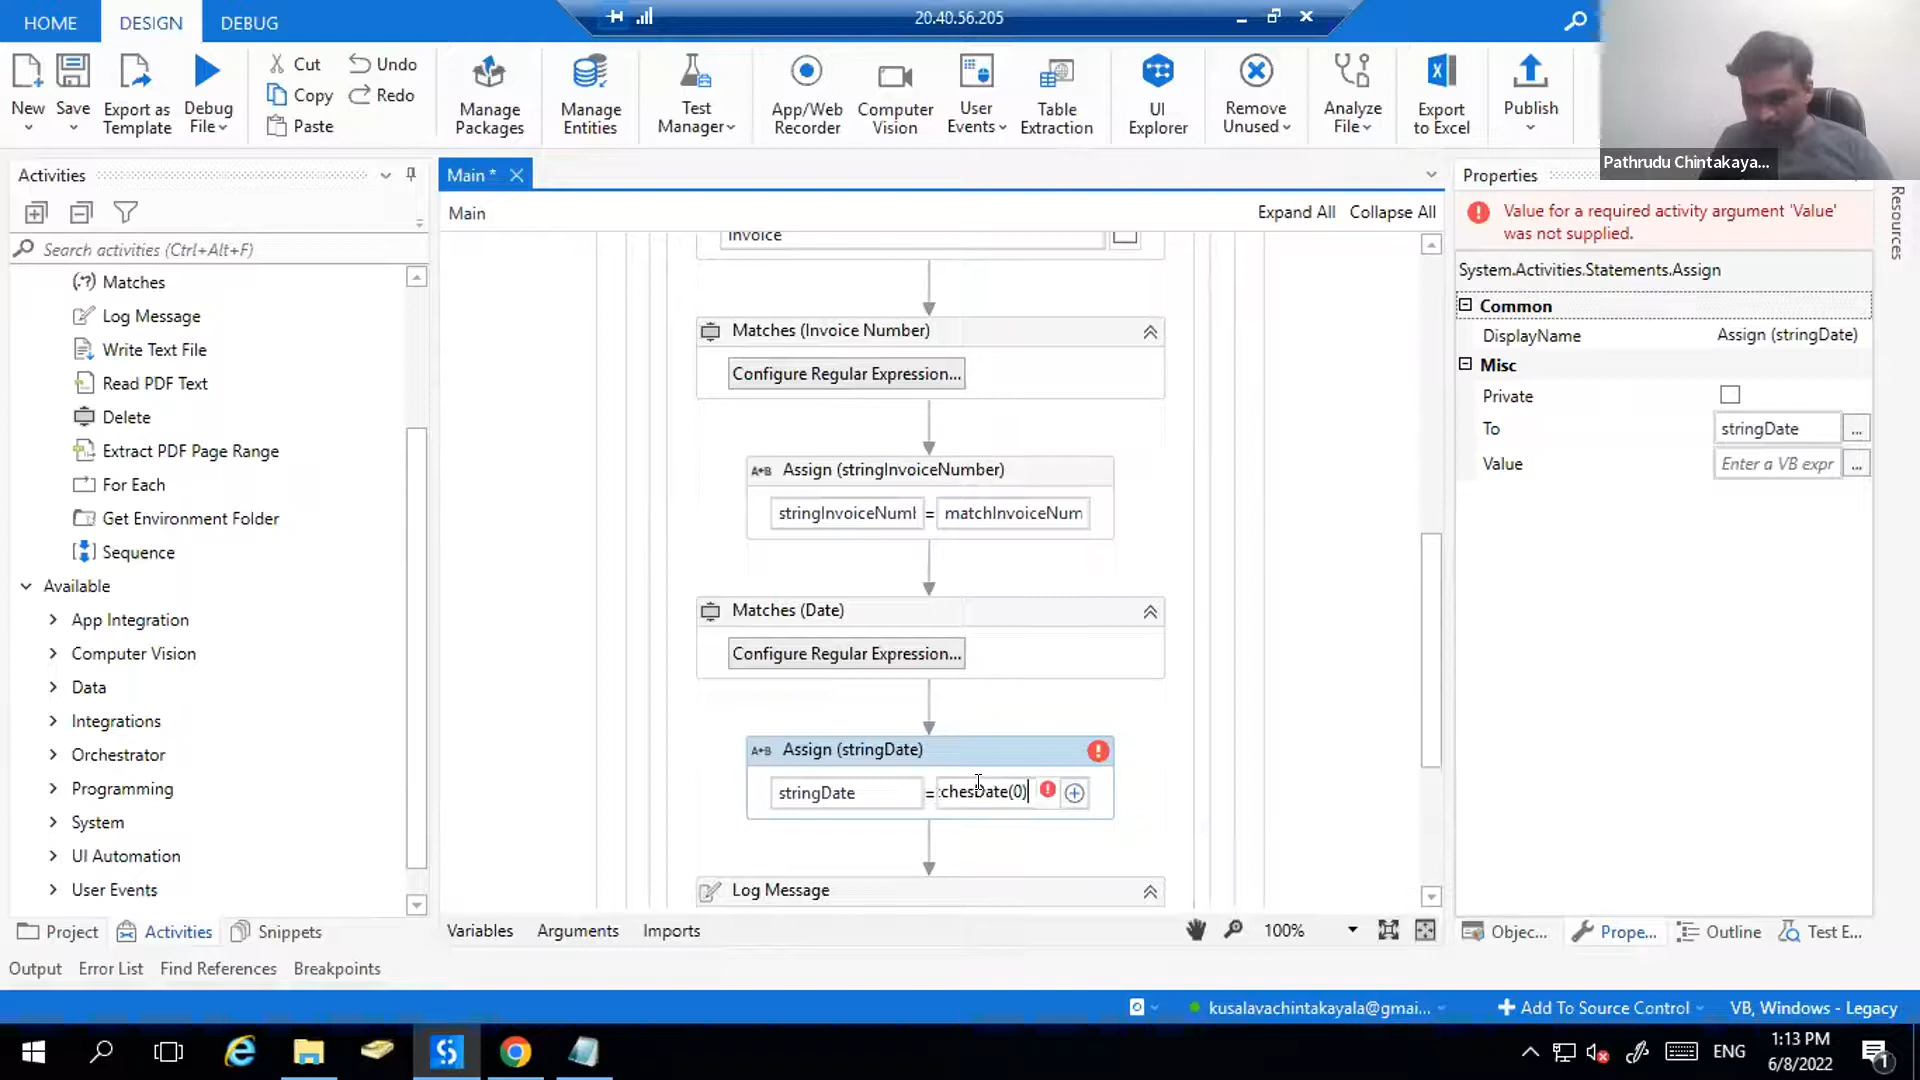 HOME DESIGN DEBUG
20.40.56.205
New
Save
Export as Template
Debug File
Cut
Copy
Paste
Undo
Redo
Manage Packages
Manage Entities
Test Manager
App/Web Recorder
Computer Vision
User Events
Table Extraction
UI Explorer
Remove Unused
Analyze File
Export to Excel
Publish
Pathrudu Chintakaya...
Activities
Search activities (Ctrl+Alt+F)
Matches
Log Message
Write Text File
Read PDF Text
Delete
Extract PDF Page Range
For Each
Get Environment Folder
Sequence
Available
App Integration
Computer Vision
Data
Integrations
Orchestrator
Programming
System
UI Automation
User Events
Project Activities Snippets
Main *
Main
Expand All Collapse All
Invoice
Matches (Invoice Number)
Configure Regular Expression...
A+B Assign (stringInvoiceNumber)
stringInvoiceNuml = matchInvoiceNum
Matches (Date)
Configure Regular Expression...
A+B Assign (stringDate)
stringDate = chesDate(0)
Log Message
Variables Arguments Imports
100%
Properties
Value for a required activity argument 'Value'
was not supplied.
System.Activities.Statements.Assign
Common
DisplayName Assign (stringDate)
Misc
Private
To stringDate ...
Value Enter a VB expr ...
Resources
Objec... Prope... Outline Test E...
Output Error List Find References Breakpoints
kusalavachintakayala@gmai...
Add To Source Control
VB, Windows - Legacy
ENG
1:13 PM
6/8/2022
1